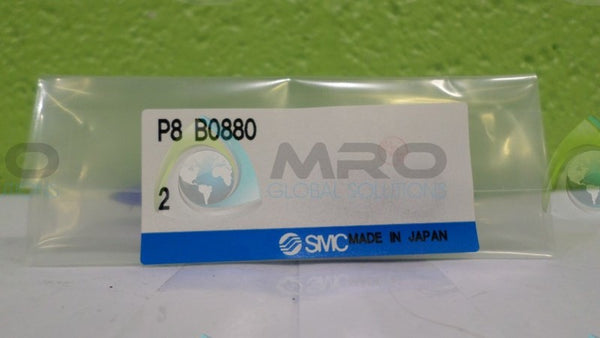 P8 B0880
MRO
GLOBAL SOLUTIONS
2
SMC MADE IN JAPAN